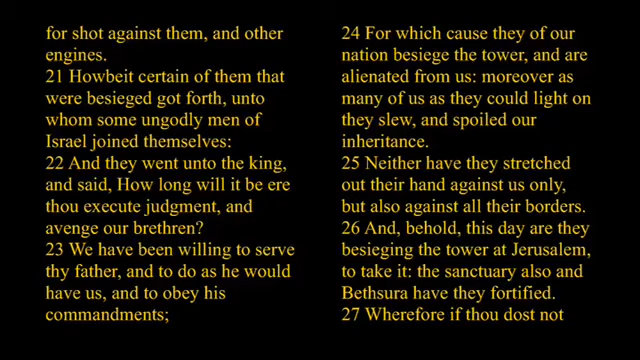 for shot against them, and other
engines.
21 Howbeit certain of them that
were besieged got forth, unto
whom some ungodly men of
Israel joined themselves:
22 And they went unto the king,
and said, How long will it be ere
thou execute judgment, and
avenge our brethren?
23 We have been willing to serve
thy father, and to do as he would
have us, and to obey his
commandments;
24 For which cause they of our
nation besiege the tower, and are
alienated from us: moreover as
many of us as they could light on
they slew, and spoiled our
inheritance.
25 Neither have they stretched
out their hand against us only,
but also against all their borders.
26 And, behold, this day are they
besieging the tower at Jerusalem,
to take it: the sanctuary also and
Bethsura have they fortified.
27 Wherefore if thou dost not